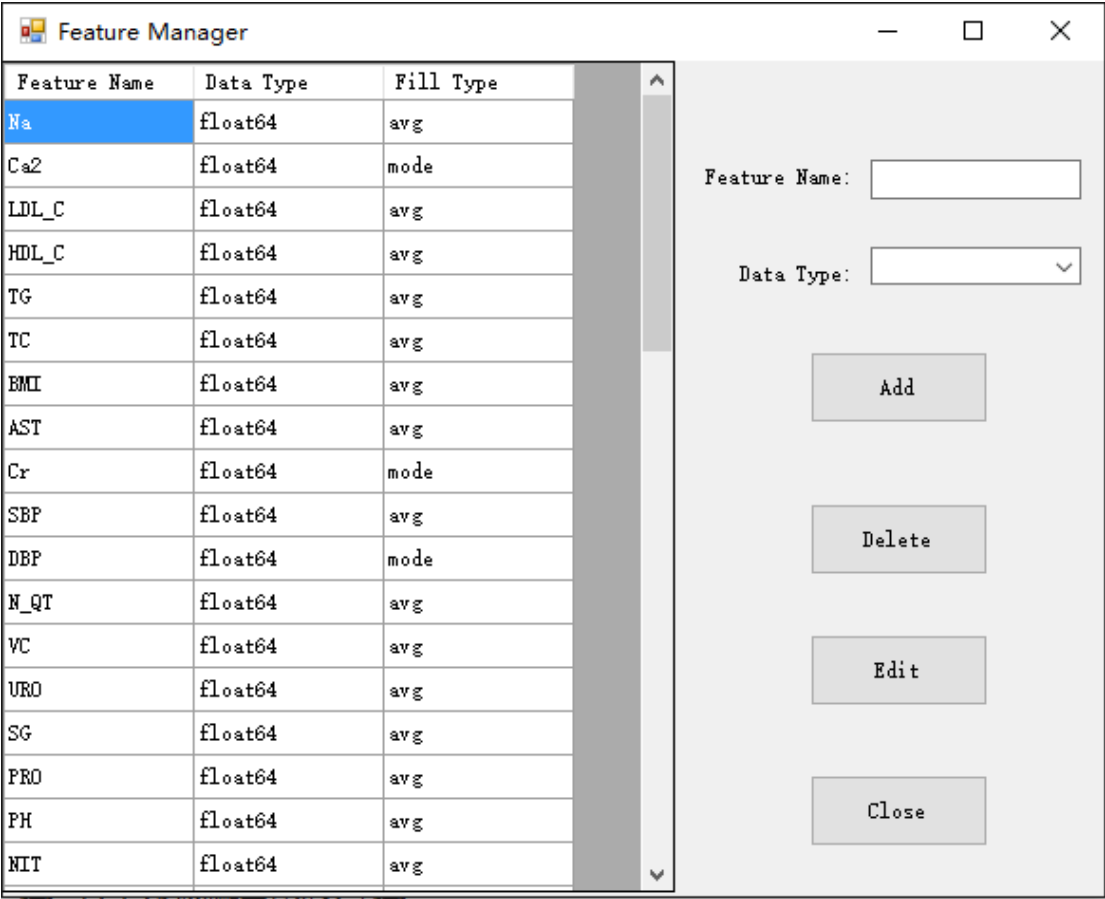 Feature Manager
Feature Name Data Type Fill Type
Na float64 avg
Ca2 float64 mode
LDL_C float64 avg
HDL_C float64 avg
TG float64 avg
TC float64 avg
BMI float64 avg
AST float64 avg
Cr float64 mode
SBP float64 avg
DBP float64 mode
N_QT float64 avg
VC float64 avg
URO float64 avg
SG float64 avg
PRO float64 avg
PH float64 avg
NIT float64 avg
Feature Name:
Data Type:
Add
Delete
Edit
Close